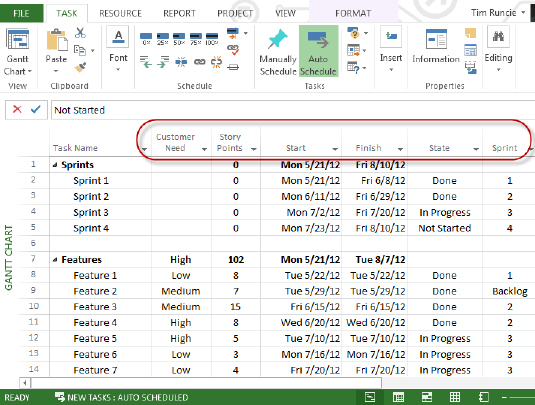 FILE TASK RESOURCE REPORT PROJECT VIEW FORMAT Tim Runcie
Gantt Chart Paste Font 0% 25% 50% 75% 100% Manually Schedule Auto Schedule Insert Information Editing
View Clipboard Schedule Tasks Properties
Not Started
Task Name Customer Need Story Points Start Finish State Sprint
1 Sprints 0 Mon 5/21/12 Fri 8/10/12
2 Sprint 1 0 Mon 5/21/12 Fri 6/8/12 Done 1
3 Sprint 2 0 Mon 6/11/12 Fri 6/29/12 Done 2
4 Sprint 3 0 Mon 7/2/12 Fri 7/20/12 In Progress 3
5 Sprint 4 0 Mon 7/23/12 Fri 8/10/12 Not Started 4
6
7 Features High 102 Mon 5/21/12 Tue 8/7/12
8 Feature 1 Low 8 Tue 5/22/12 Tue 5/22/12 Done 1
9 Feature 2 Medium 7 Tue 5/29/12 Tue 5/29/12 Done Backlog
10 Feature 3 Medium 15 Fri 6/15/12 Fri 6/15/12 Done 2
11 Feature 4 High 8 Wed 6/20/12 Wed 6/20/12 Done 2
12 Feature 5 High 5 Tue 7/10/12 Tue 7/10/12 In Progress 3
13 Feature 6 Low 3 Mon 7/16/12 Mon 7/16/12 In Progress 3
14 Feature 7 Low 4 Fri 7/20/12 Fri 7/20/12 In Progress 3
GANTT CHART
READY NEW TASKS : AUTO SCHEDULED